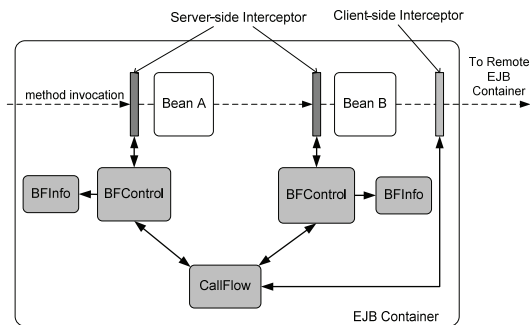 Server-side Interceptor
Client-side Interceptor
To Remote
EJB
Container
method invocation
Bean A
Bean B
BFInfo
BFControl
BFControl
BFInfo
CallFlow
EJB Container